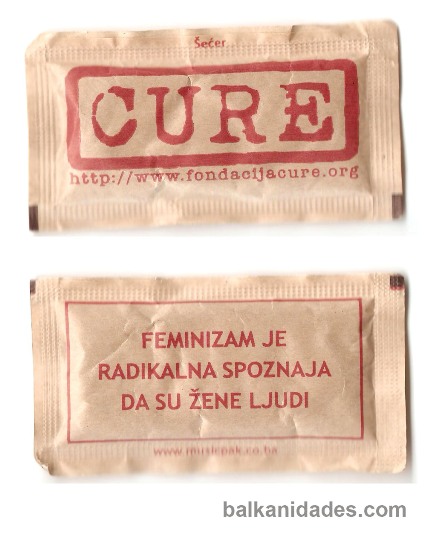 Šećer
CURE
http://www.fondacijacure.org
FEMINIZAM JE
RADIKALNA SPOZNAJA
DA SU ŽENE LJUDI
www.musicpak.co.ba
balkanidades.com